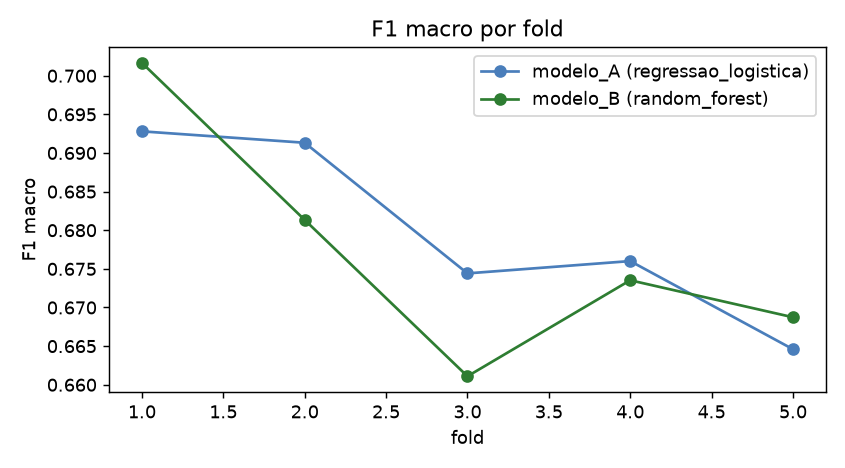 F1 macro por fold
modelo_A (regressao_logistica)
modelo_B (random_forest)
F1 macro
0.700
0.695
0.690
0.685
0.680
0.675
0.670
0.665
0.660
1.0 1.5 2.0 2.5 3.0 3.5 4.0 4.5 5.0
fold